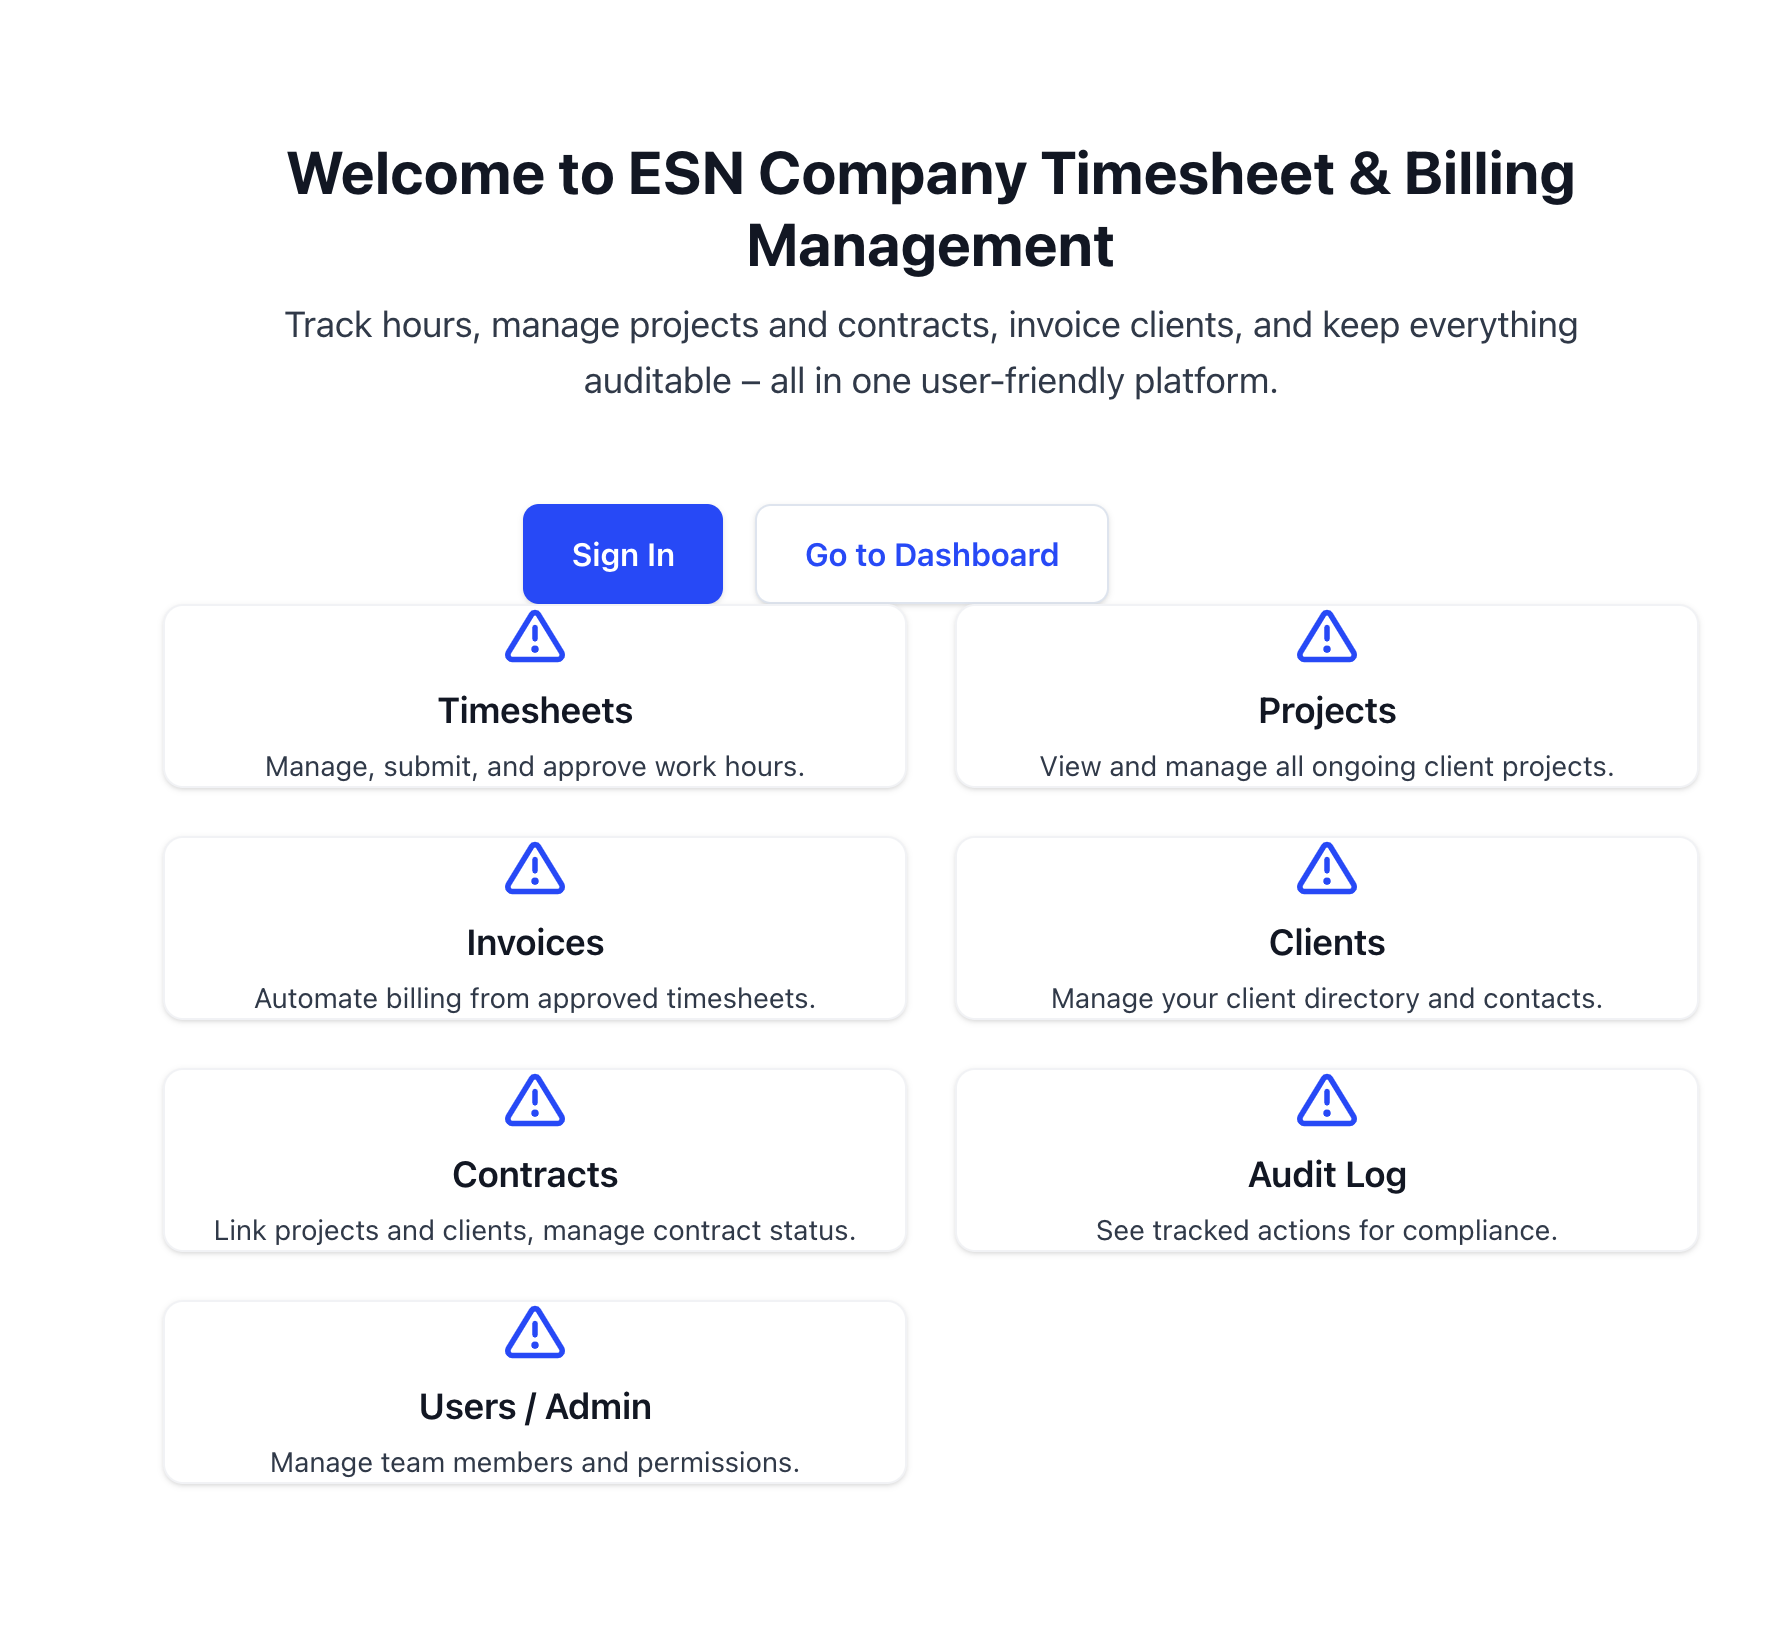 Welcome to ESN Company Timesheet & Billing
Management
Track hours, manage projects and contracts, invoice clients, and keep everything
auditable – all in one user-friendly platform.
Sign In
Go to Dashboard
Timesheets
Manage, submit, and approve work hours.
Projects
View and manage all ongoing client projects.
Invoices
Automate billing from approved timesheets.
Clients
Manage your client directory and contacts.
Contracts
Link projects and clients, manage contract status.
Audit Log
See tracked actions for compliance.
Users / Admin
Manage team members and permissions.